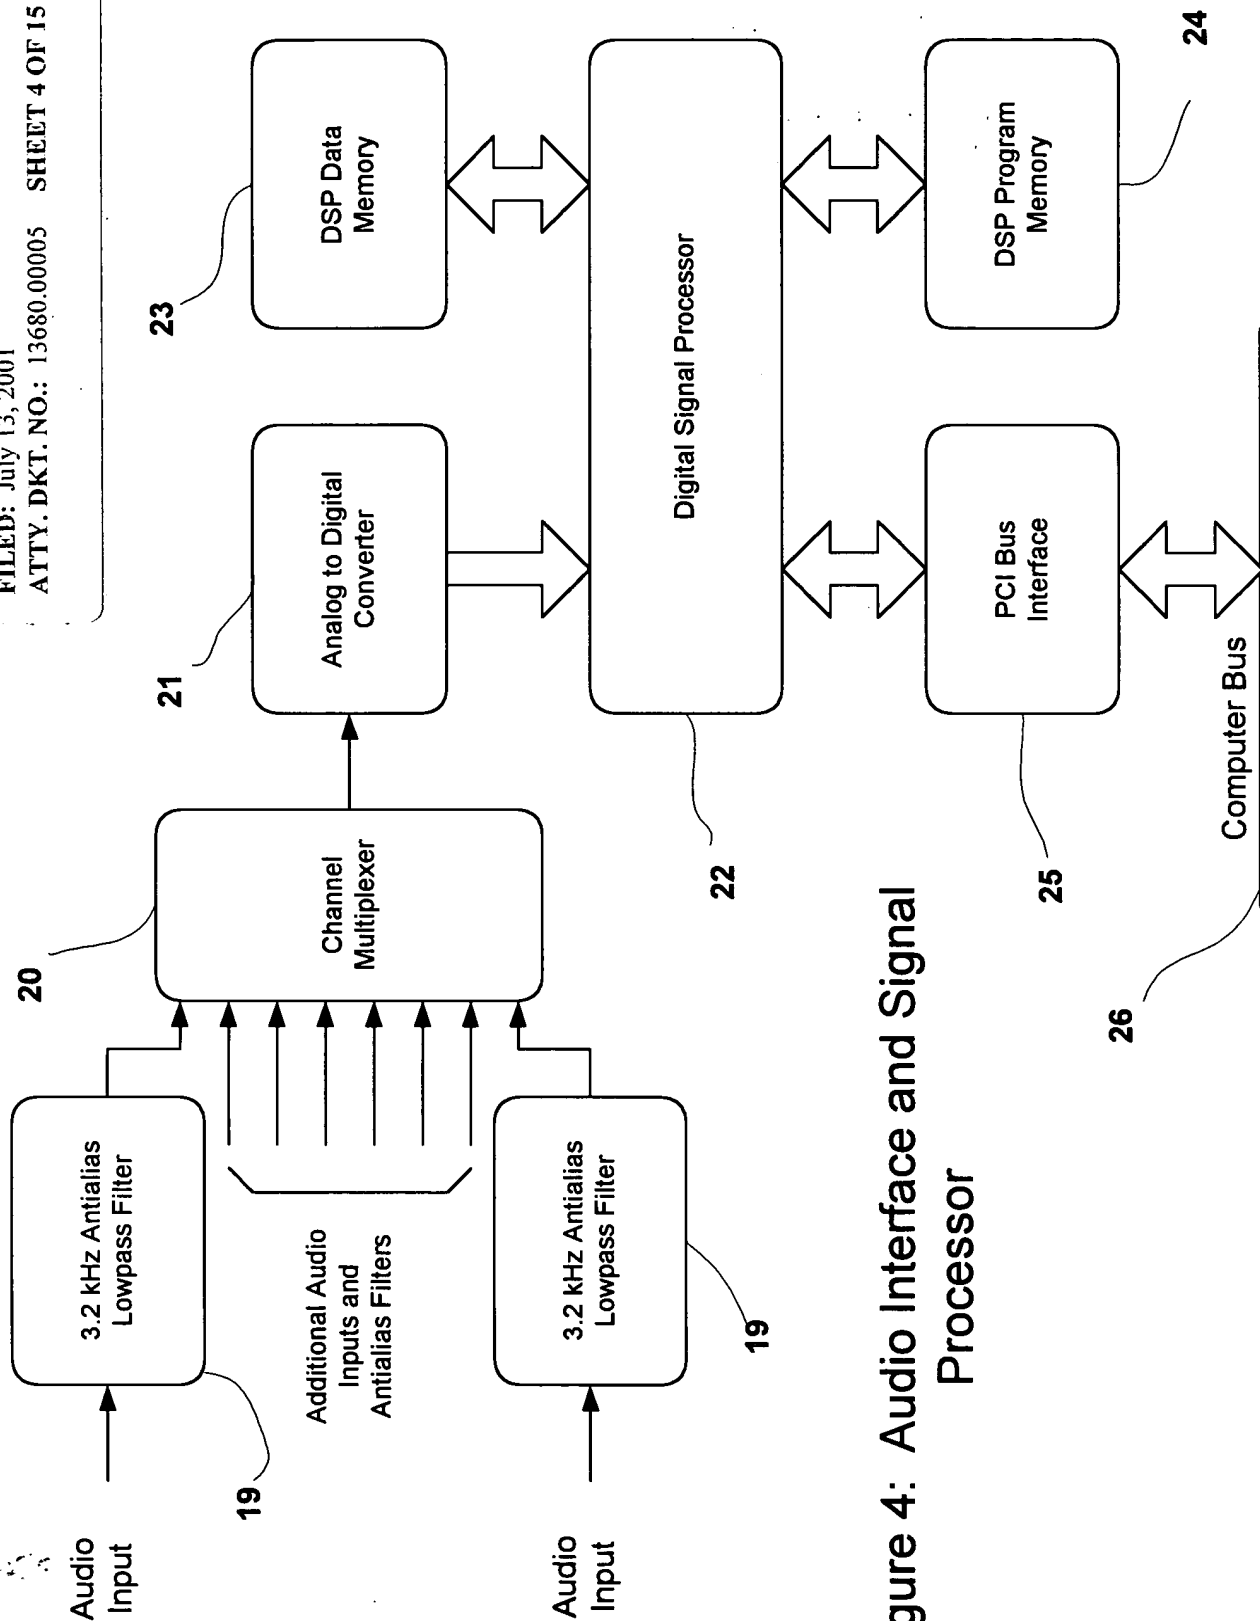 FILED: July 13, 2001
ATTY. DKT. NO.: 13680.00005 SHEET 4 OF 15
Audio
Input
19
3.2 kHz Antialias
Lowpass Filter
20
Additional Audio
Inputs and
Antialias Filters
Channel
Multiplexer
Audio
Input
3.2 kHz Antialias
Lowpass Filter
19
21
Analog to Digital
Converter
23
DSP Data
Memory
22
Digital Signal Processor
25
PCI Bus
Interface
DSP Program
Memory
24
26
Computer Bus
gure 4: Audio Interface and Signal
Processor